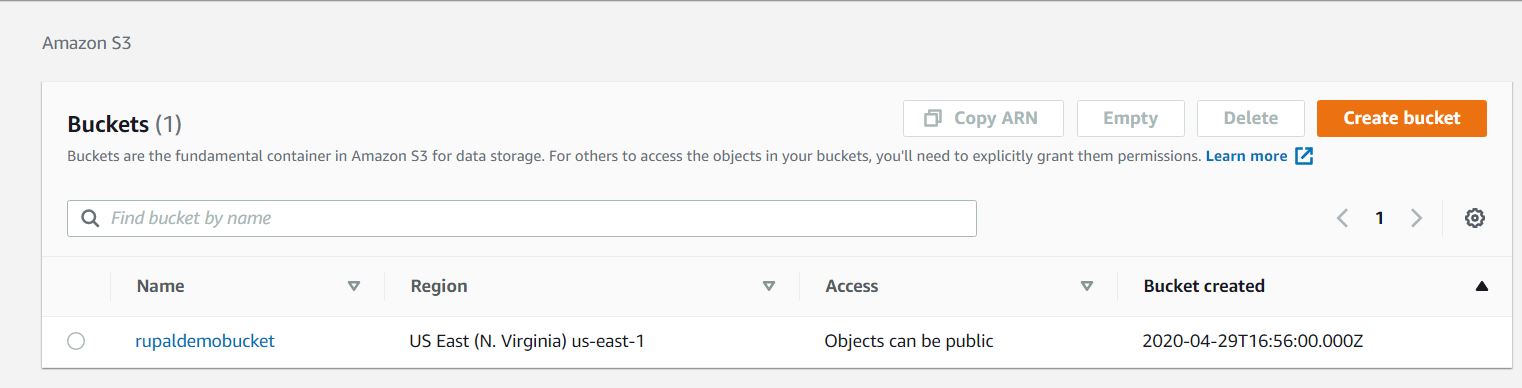 Amazon S3
Buckets (1)
Copy ARN
Empty
Delete
Create bucket
Buckets are the fundamental container in Amazon S3 for data storage. For others to access the objects in your buckets, you'll need to explicitly grant them permissions. Learn more
Find bucket by name
1
Name
Region
Access
Bucket created
rupaldemobucket
US East (N. Virginia) us-east-1
Objects can be public
2020-04-29T16:56:00.000Z